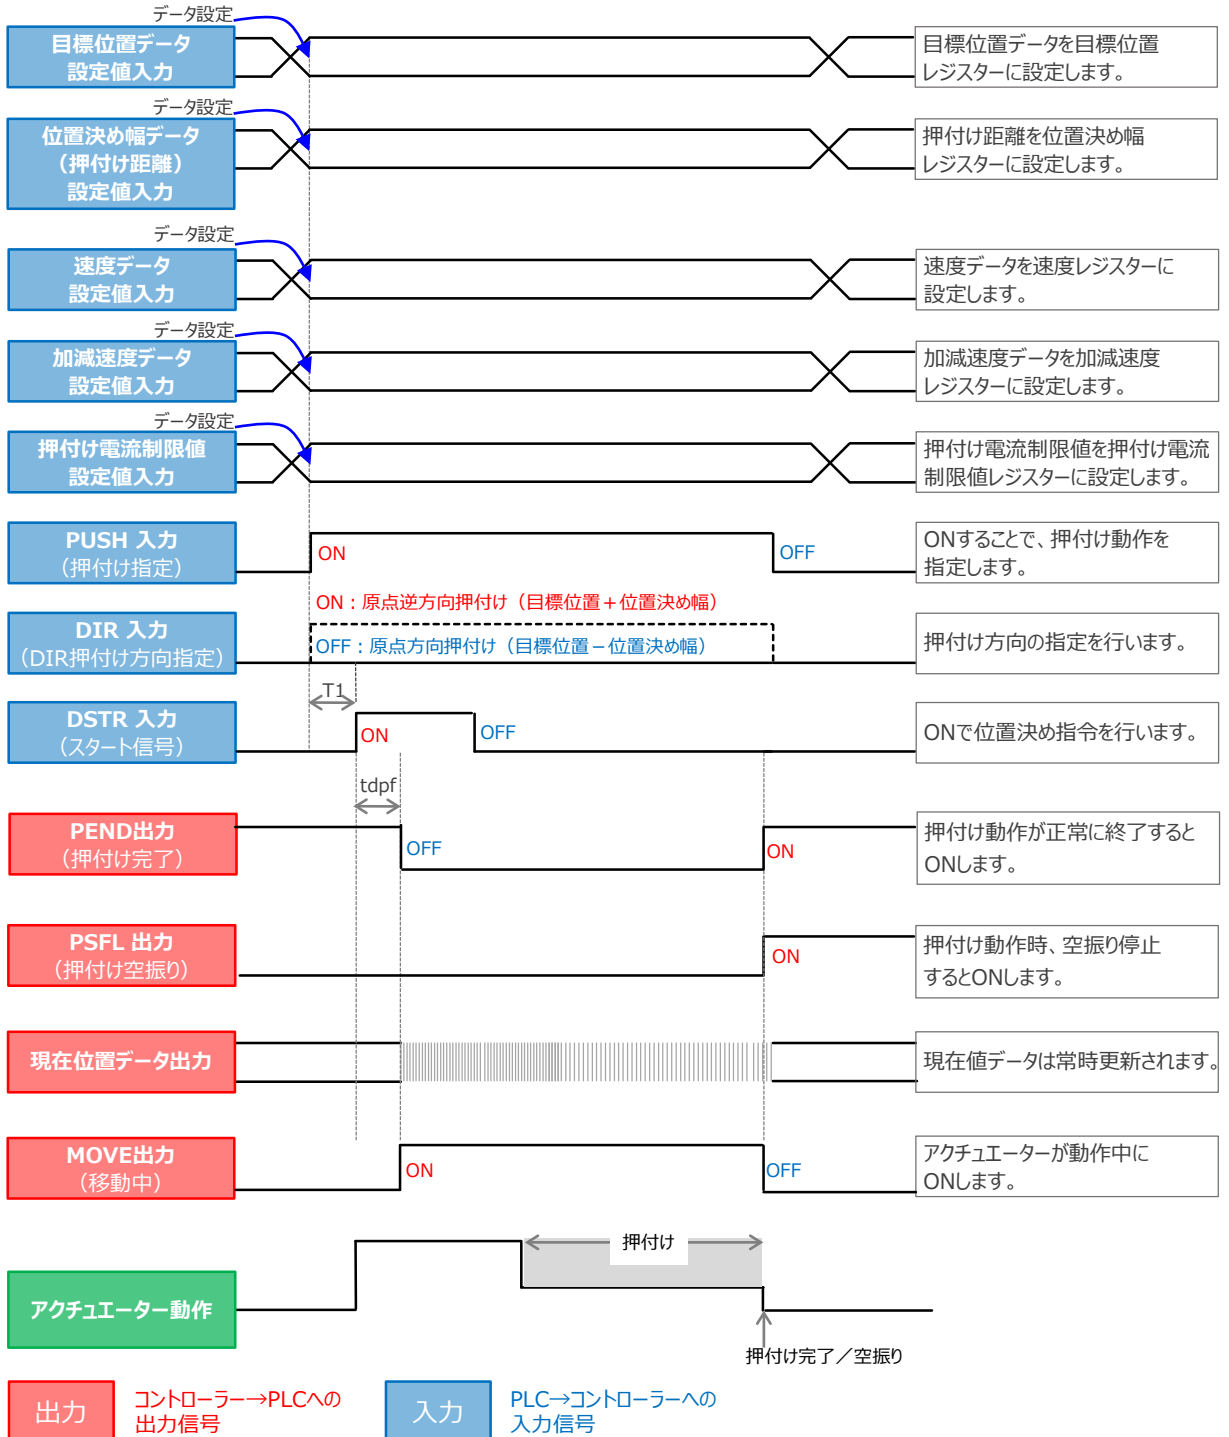 データ設定
目標位置データ
設定値入力
目標位置データを目標位置
レジスターに設定します。
データ設定
位置決め幅データ
（押付け距離）
設定値入力
押付け距離を位置決め幅
レジスターに設定します。
データ設定
速度データ
設定値入力
速度データを速度レジスターに
設定します。
データ設定
加減速度データ
設定値入力
加減速度データを加減速度
レジスターに設定します。
データ設定
押付け電流制限値
設定値入力
押付け電流制限値を押付け電流
制限値レジスターに設定します。
PUSH 入力
（押付け指定）
ON
OFF
ONすることで、押付け動作を
指定します。
ON：原点逆方向押付け（目標位置＋位置決め幅）
DIR 入力
（DIR押付け方向指定）
OFF：原点方向押付け（目標位置－位置決め幅）
押付け方向の指定を行います。
T1
DSTR 入力
（スタート信号）
ON
OFF
ONで位置決め指令を行います。
tdpf
PEND出力
（押付け完了）
OFF
ON
押付け動作が正常に終了すると
ONします。
PSFL 出力
（押付け空振り）
ON
押付け動作時、空振り停止
するとONします。
現在位置データ出力
現在値データは常時更新されます。
MOVE出力
（移動中）
ON
OFF
アクチュエーターが動作中に
ONします。
押付け
アクチュエーター動作
押付け完了／空振り
出力
コントローラー→PLCへの
出力信号
入力
PLC→コントローラーへの
入力信号